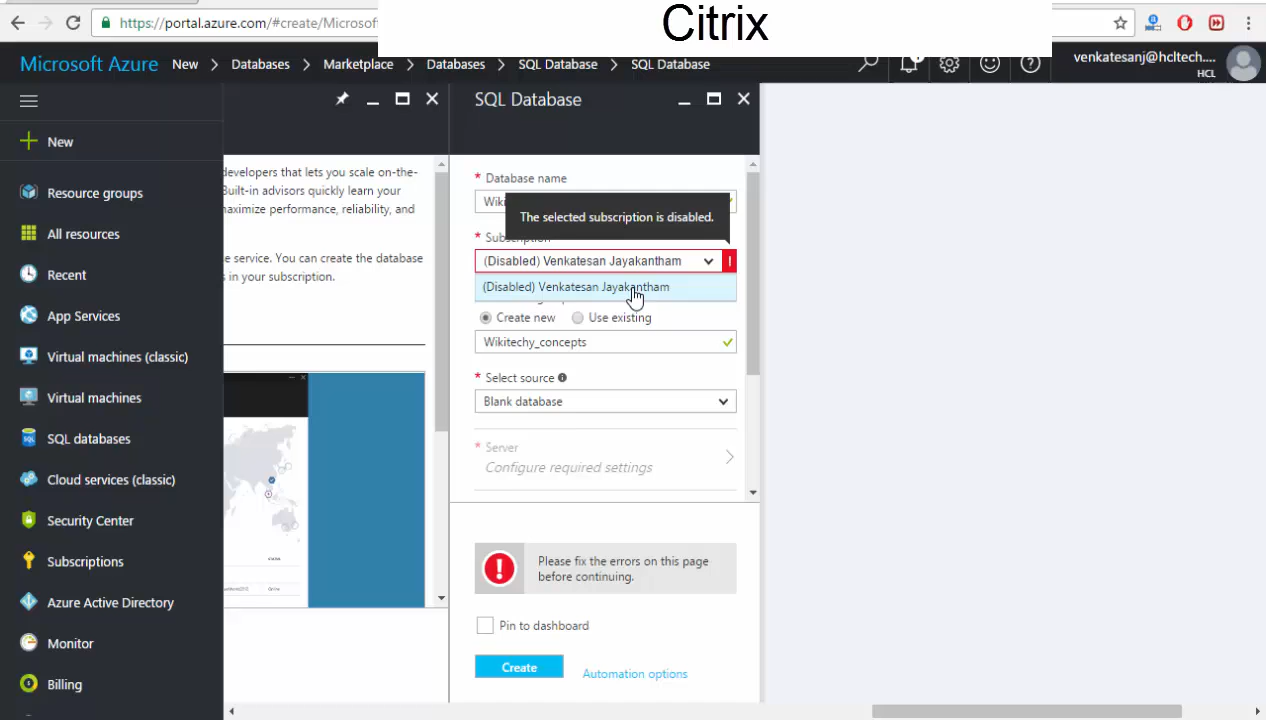 https://portal.azure.com/#create/Microsof
Citrix
Microsoft Azure New > Databases > Marketplace > Databases > SQL Database > SQL Database
venkatesanj@hcltech....
HCL
New
Resource groups
All resources
Recent
App Services
Virtual machines (classic)
Virtual machines
SQL databases
Cloud services (classic)
Security Center
Subscriptions
Azure Active Directory
Monitor
Billing
developers that lets you scale on-the-
Built-in advisors quickly learn your
maximize performance, reliability, and
e service. You can create the database
s in your subscription.
SQL Database
* Database name
Wiki
The selected subscription is disabled.
* Subscription
(Disabled) Venkatesan Jayakantham
(Disabled) Venkatesan Jayakantham
Create new
Use existing
Wikitechy_concepts
* Select source
Blank database
* Server
Configure required settings
Please fix the errors on this page
before continuing.
Pin to dashboard
Create
Automation options